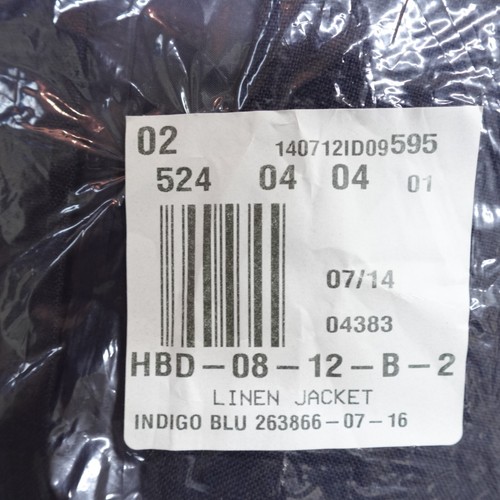 02 140712ID09595
524 04 04 01
07/14
04383
HBD-08-12-B-2
LINEN JACKET
INDIGO BLU 263866-07-16